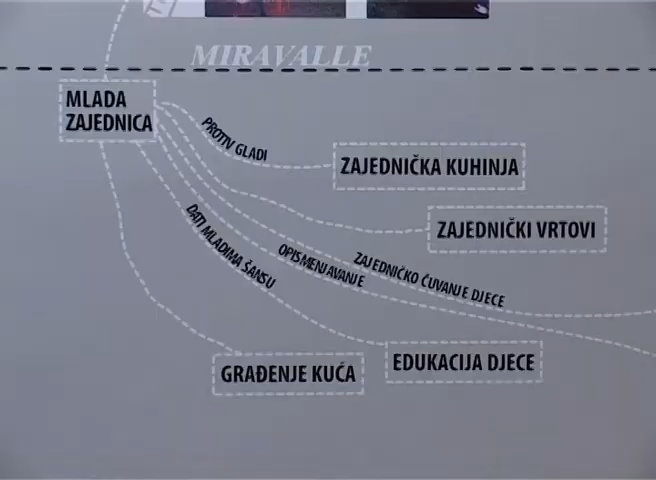 MIRAVALLE
MLADA
ZAJEDNICA
PROTIV GLADI
ZAJEDNIČKA KUHINJA
ZAJEDNIČKI VRTOVI
DATI MLADIMA ŠANSU
OPISMENJAVANJE
ZAJEDNIČKO ČUVANJE DJECE
GRAĐENJE KUĆA
EDUKACIJA DJECE